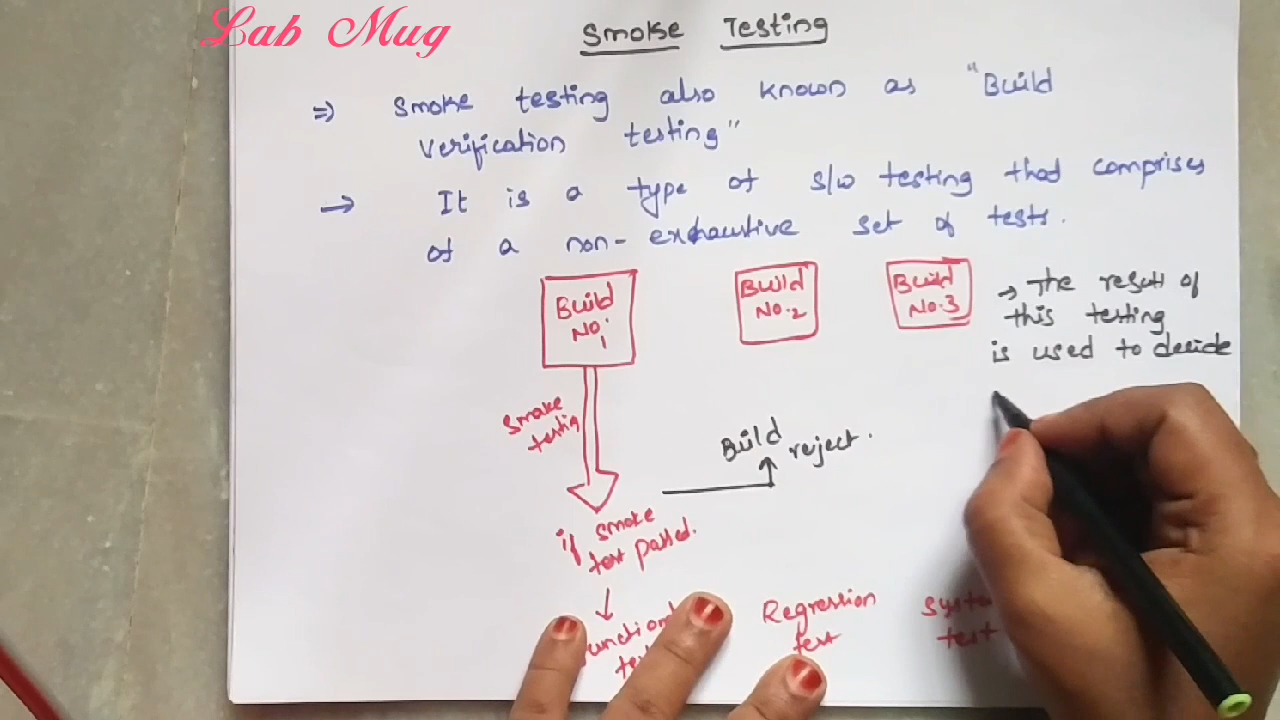 Lab Mug
Smoke Testing
⇒ Smoke testing also known as "Build
verification testing"
→ It is a type of s/w testing that comprises
of a non-exhaustive set of tests.
Build
No.
1
Build
No.2
Build
No.3
→ The result of
this testing
is used to decide
Smoke
testing
Build reject.
if smoke
test passed.
Regression
test
test